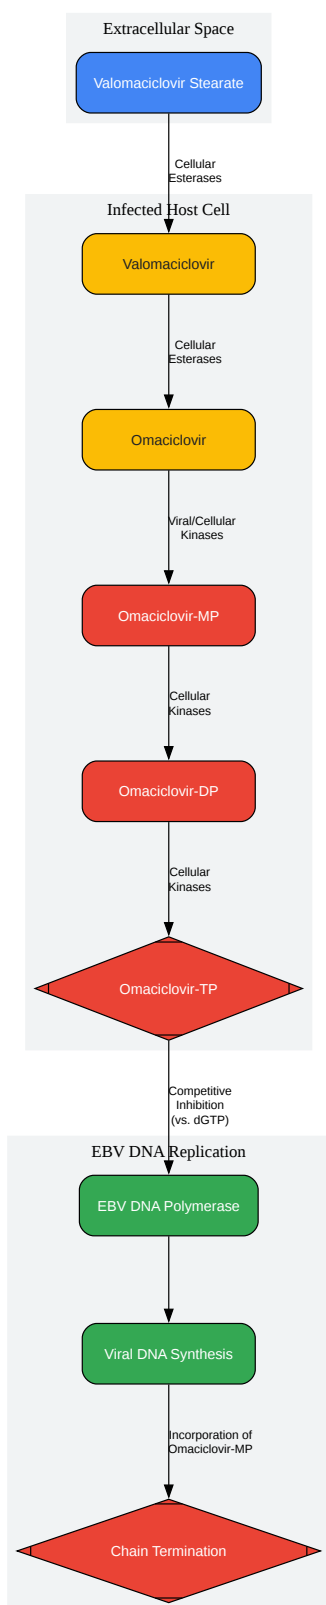 Extracellular Space
Valomaciclovir Stearate
Cellular
Esterases
Infected Host Cell
Valomaciclovir
Cellular
Esterases
Omaciclovir
Viral/Cellular
Kinases
Omaciclovir-MP
Cellular
Kinases
Omaciclovir-DP
Cellular
Kinases
Omaciclovir-TP
Competitive
Inhibition
(vs. dGTP)
EBV DNA Replication
EBV DNA Polymerase
Viral DNA Synthesis
Incorporation of
Omaciclovir-MP
Chain Termination